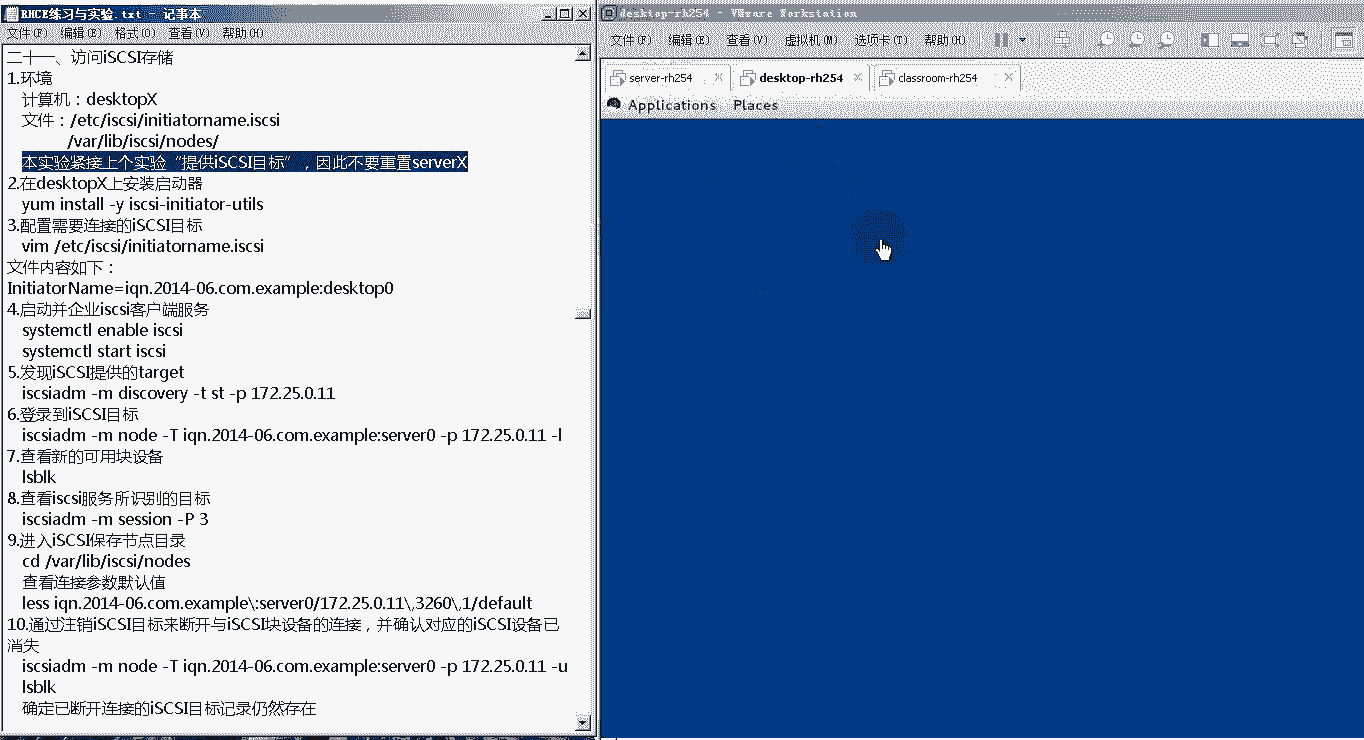 RHCE练习与实验.txt - 记事本
文件(F) 编辑(E) 格式(O) 查看(V) 帮助(H)
二十一、访问iSCSI存储
1.环境
计算机：desktopX
文件：/etc/iscsi/initiatorname.iscsi
/var/lib/iscsi/nodes/
本实验紧接上个实验“提供iSCSI目标”，因此不要重置serverX
2.在desktopX上安装启动器
yum install -y iscsi-initiator-utils
3.配置需要连接的iSCSI目标
vim /etc/iscsi/initiatorname.iscsi
文件内容如下：
InitiatorName=iqn.2014-06.com.example:desktop0
4.启动并企业iscsi客户端服务
systemctl enable iscsi
systemctl start iscsi
5.发现iSCSI提供的target
iscsiadm -m discovery -t st -p 172.25.0.11
6.登录到iSCSI目标
iscsiadm -m node -T iqn.2014-06.com.example:server0 -p 172.25.0.11 -l
7.查看新的可用块设备
lsblk
8.查看iscsi服务所识别的目标
iscsiadm -m session -P 3
9.进入iSCSI保存节点目录
cd /var/lib/iscsi/nodes
查看连接参数默认值
less iqn.2014-06.com.example\:server0/172.25.0.11\,3260\,1/default
10.通过注销iSCSI目标来断开与iSCSI块设备的连接，并确认对应的iSCSI设备已
消失
iscsiadm -m node -T iqn.2014-06.com.example:server0 -p 172.25.0.11 -u
lsblk
确定已断开连接的iSCSI目标记录仍然存在
desktop-rh254 - VMware Workstation
文件(F) 编辑(E) 查看(V) 虚拟机(M) 选项卡(T) 帮助(H)
server-rh254 desktop-rh254 classroom-rh254
Applications Places